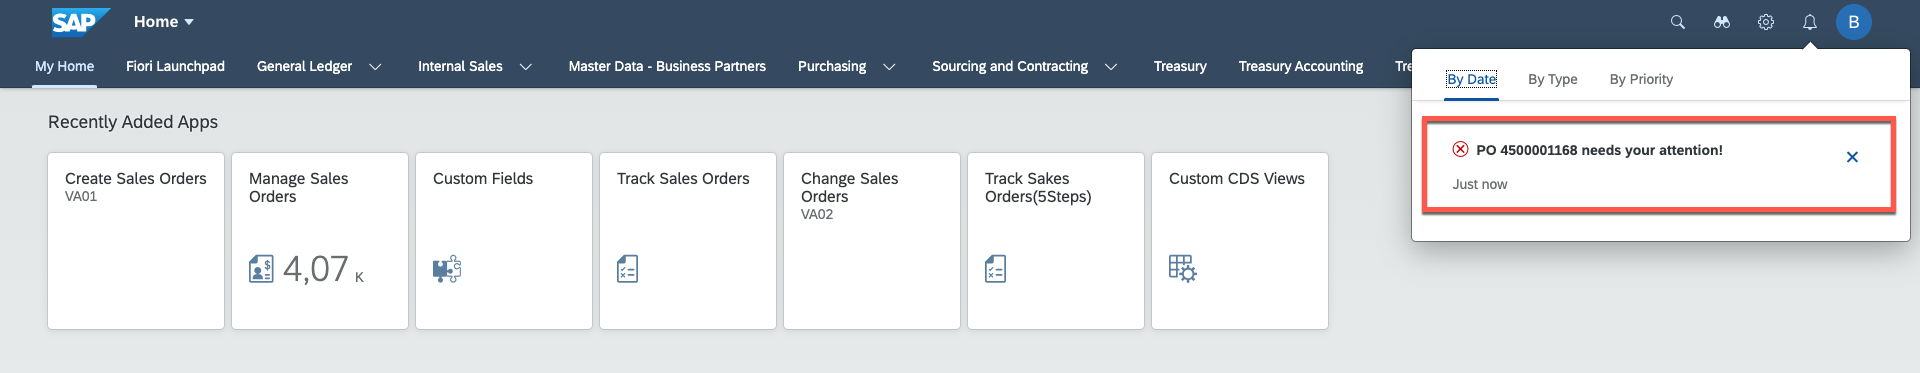 SAP
Home
B
My Home
Fiori Launchpad
General Ledger
Internal Sales
Master Data - Business Partners
Purchasing
Sourcing and Contracting
Treasury
Treasury Accounting
Tre
By Date
By Type
By Priority
PO 4500001168 needs your attention!
Just now
Recently Added Apps
Create Sales Orders
VA01
Manage Sales
Orders
4,07 K
Custom Fields
Track Sales Orders
Change Sales
Orders
VA02
Track Sakes
Orders(5Steps)
Custom CDS Views